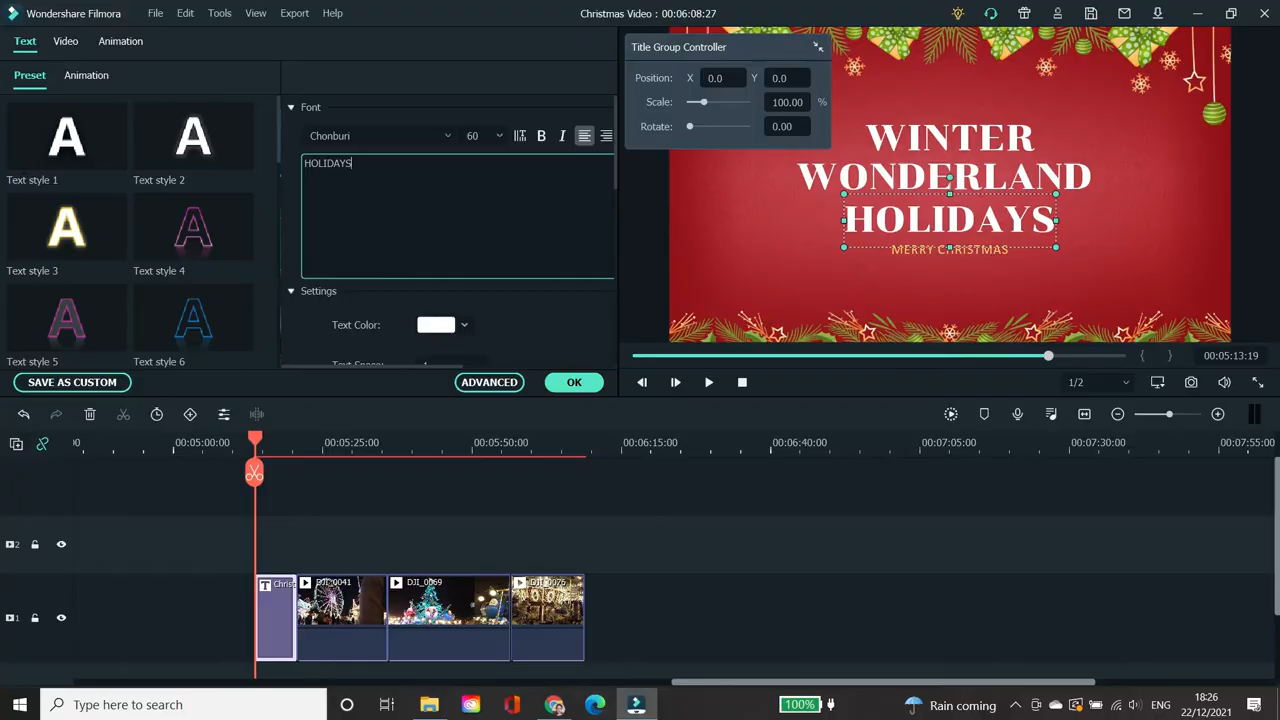 Wondershare Filmora
File Edit Tools View Export Help
Christmas Video : 00:06:08:27
Text Video Animation
Preset Animation
A A
Text style 1 Text style 2
A A
Text style 3 Text style 4
A A
Text style 5 Text style 6
SAVE AS CUSTOM
Font
Chonburi 60 B I
HOLIDAYS
Settings
Text Color:
ADVANCED OK
Title Group Controller
Position: X 0.0 Y 0.0
Scale: 100.00 %
Rotate: 0.00
WINTER
WONDERLAND
HOLIDAYS
MERRY CHRISTMAS
00:05:13:19
1/2
:00 00:05:00:00 00:05:25:00 00:05:50:00 00:06:15:00 00:06:40:00 00:07:05:00 00:07:30:00 00:07:55:00
2
1
T Christ DJI_0041 DJI_0069 DJI_0076
Type here to search
100%
Rain coming
ENG
18:26
22/12/2021